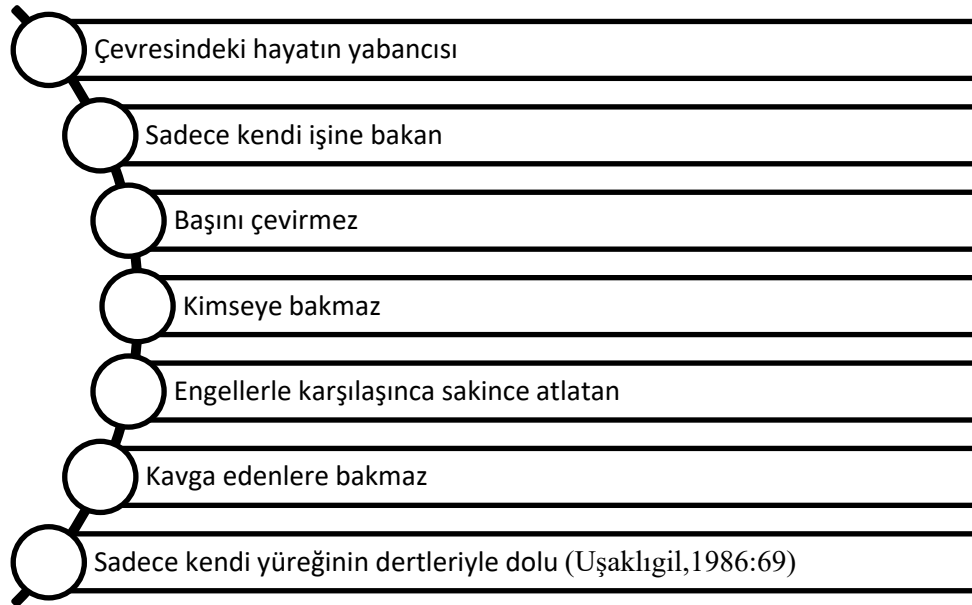 Çevresindeki hayatın yabancısı
Sadece kendi işine bakan
Başını çevirmez
Kimseye bakmaz
Engellerle karşılaşınca sakince atlatan
Kavga edenlere bakmaz
Sadece kendi yüreğinin dertleriyle dolu (Uşaklıgil,1986:69)